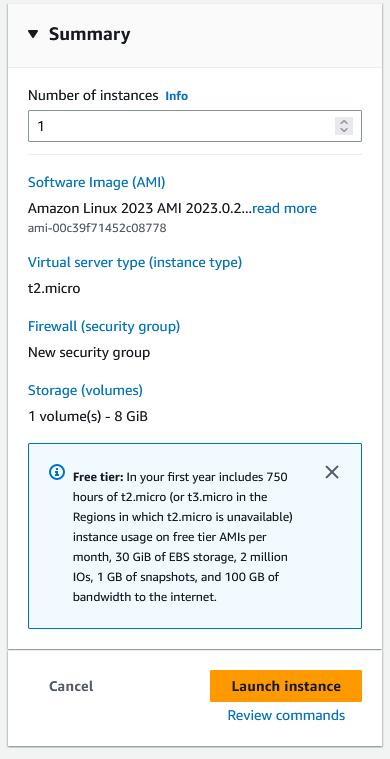 Summary
Number of instances Info
1
Software Image (AMI)
Amazon Linux 2023 AMI 2023.0.2...read more
ami-00c39f71452c08778
Virtual server type (instance type)
t2.micro
Firewall (security group)
New security group
Storage (volumes)
1 volume(s) - 8 GiB
Free tier: In your first year includes 750
hours of t2.micro (or t3.micro in the
Regions in which t2.micro is unavailable)
instance usage on free tier AMIs per
month, 30 GiB of EBS storage, 2 million
IOs, 1 GB of snapshots, and 100 GB of
bandwidth to the internet.
Cancel
Launch instance
Review commands